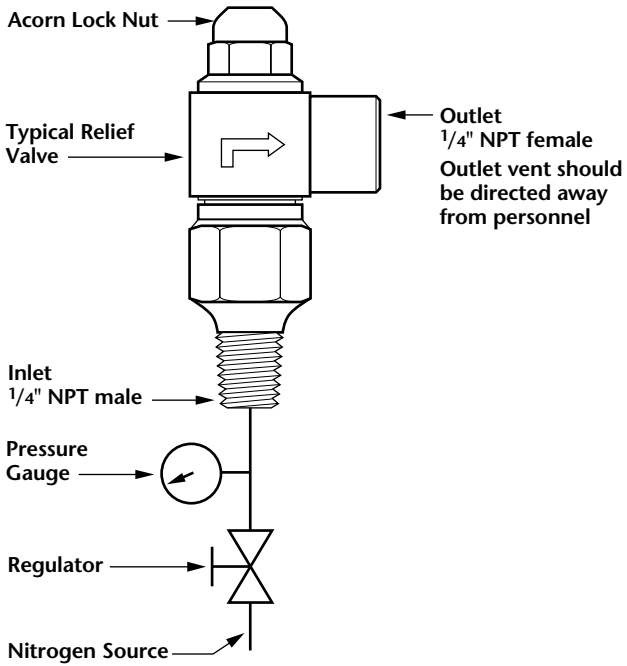 Acorn Lock Nut
Typical Relief
Valve
Outlet
1/4" NPT female
Outlet vent should
be directed away
from personnel
Inlet
1/4" NPT male
Pressure
Gauge
Regulator
Nitrogen Source